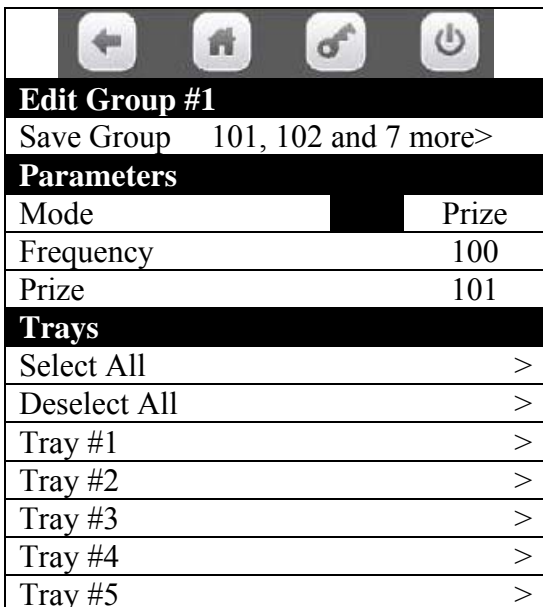 Edit Group #1
Save Group 101, 102 and 7 more>
Parameters
Mode Prize
Frequency 100
Prize 101
Trays
Select All >
Deselect All >
Tray #1 >
Tray #2 >
Tray #3 >
Tray #4 >
Tray #5 >